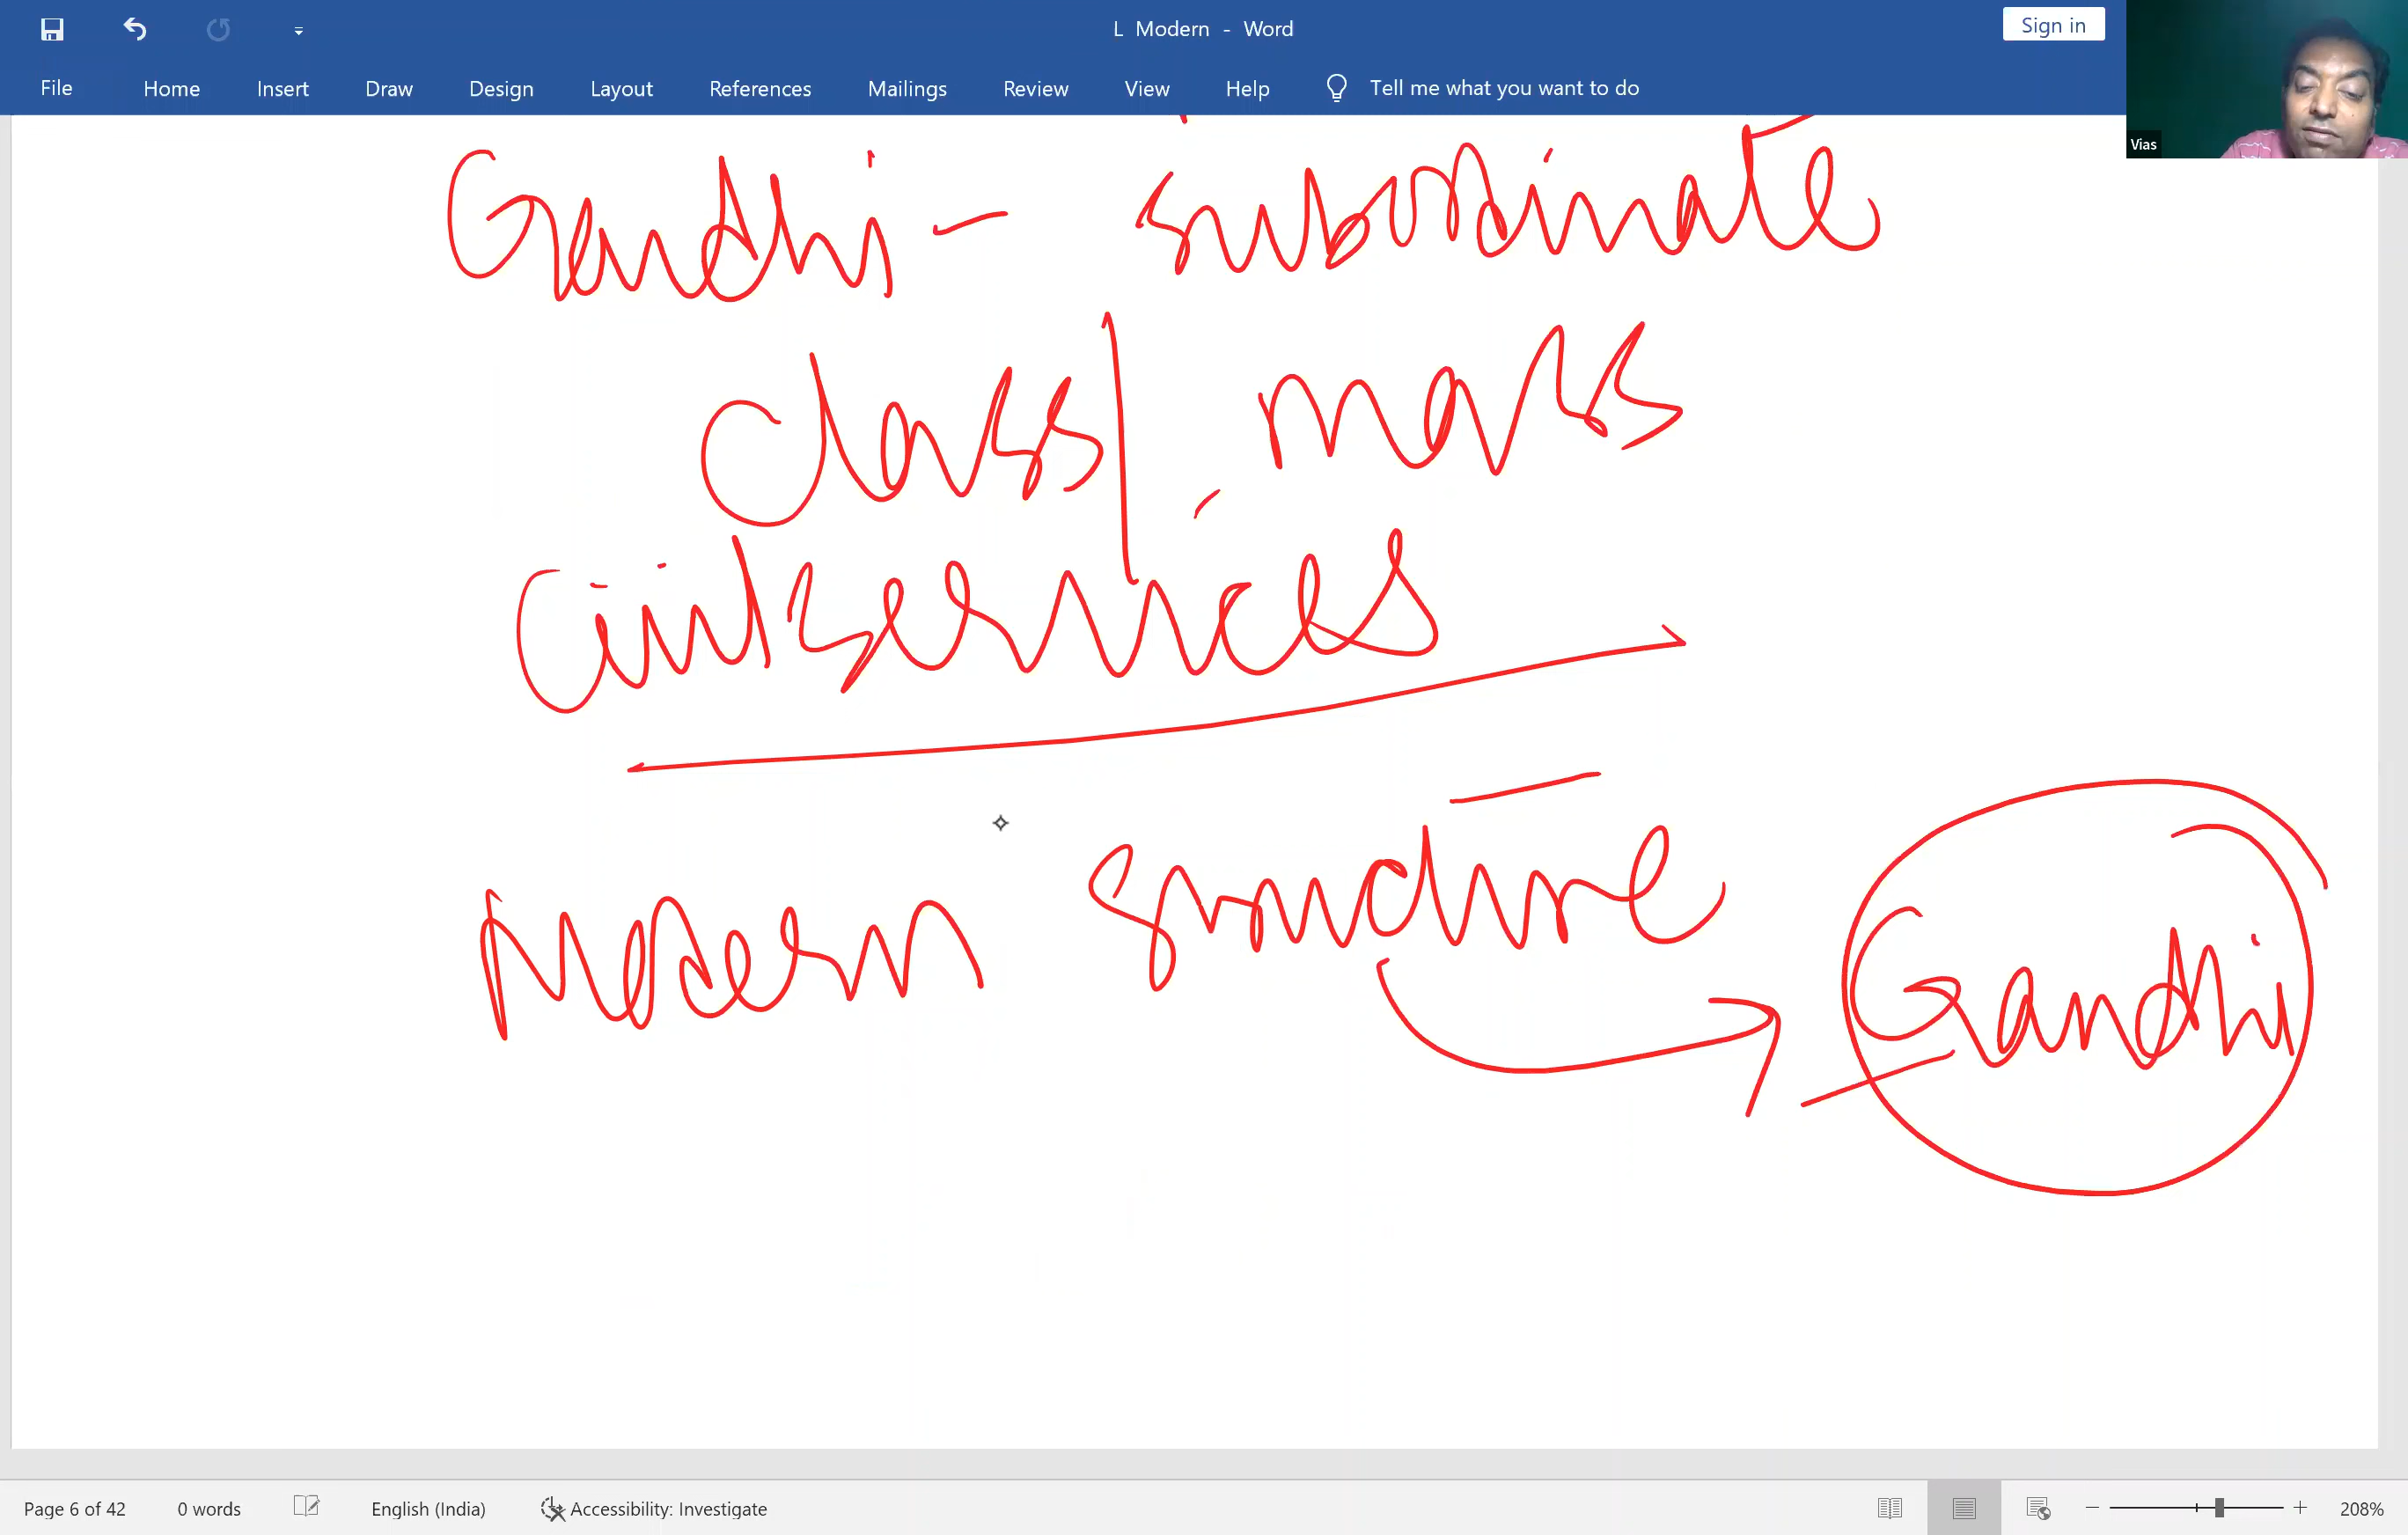 L Modern - Word
Sign in
File Home Insert Draw Design Layout References Mailings Review View Help Tell me what you want to do
Vias
Gandhi - subordinate
class | mass
civil services
Modern structure
Gandhi
Page 6 of 42 0 words English (India) Accessibility: Investigate 208%